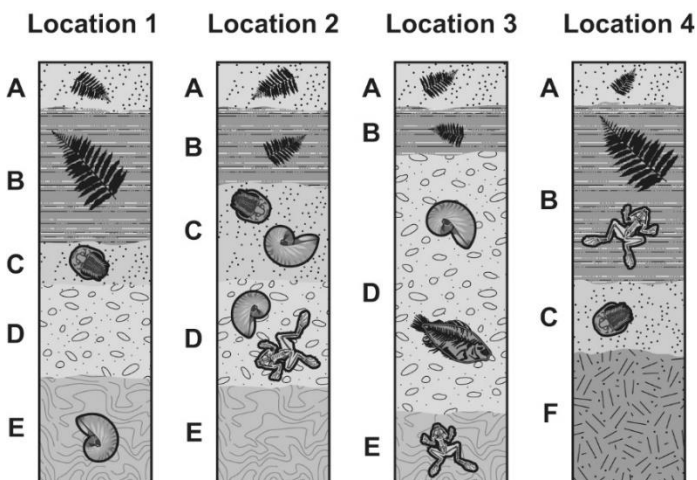 Location 1 Location 2 Location 3 Location 4
A A A A
B B B B
C C D C
D D E F
E E